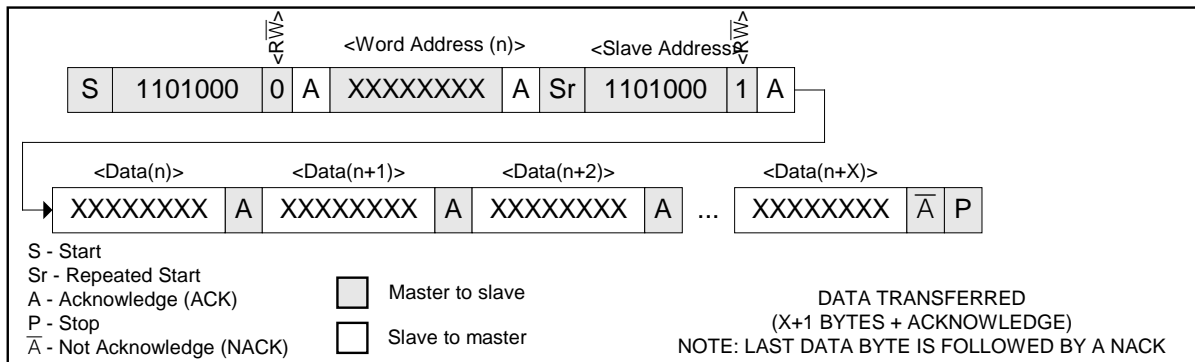 <RW̅>
<Word Address (n)>
<Slave Address>
<RW̅>
S 1101000 0 A XXXXXXXX A Sr 1101000 1 A
<Data(n)> <Data(n+1)> <Data(n+2)> <Data(n+X)>
XXXXXXXX A XXXXXXXX A XXXXXXXX A ... XXXXXXXX A̅ P
S - Start
Sr - Repeated Start
A - Acknowledge (ACK)
P - Stop
A̅ - Not Acknowledge (NACK)
Master to slave
Slave to master
DATA TRANSFERRED
(X+1 BYTES + ACKNOWLEDGE)
NOTE: LAST DATA BYTE IS FOLLOWED BY A NACK